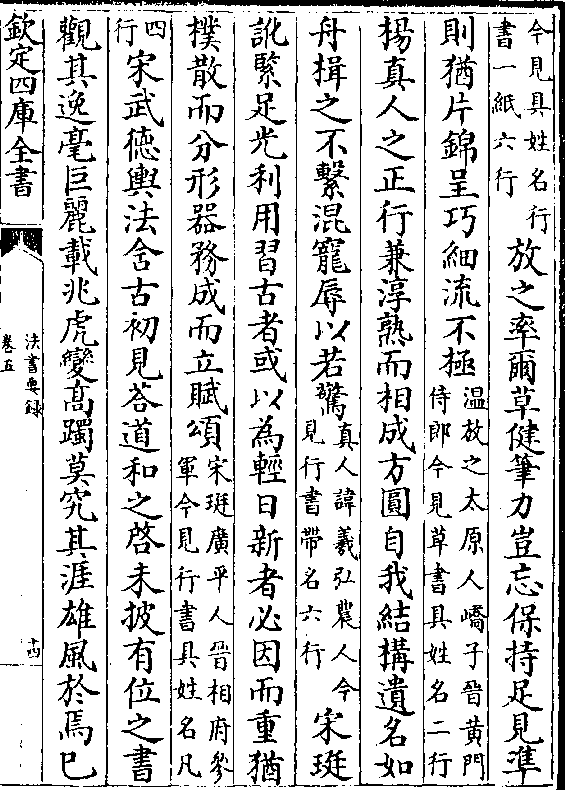 今見具姓名行
書一紙六行
放之率爾草健筆力豈忘保持足見準
則猶片錦呈巧細流不極
温放之太原人嶠子晉黄門
侍郎今見草書具姓名二行
揚真人之正行兼淳熟而相成方圓自我結構遺名如
舟揖之不繫混寵辱以若驚
真人諱羲弘農人今
見行書帶名六行
宋珽
訛緊足光利用習古者或以為輕日新者必因而重猶
樸散而分形器務成而立賦頌
宋珽廣平人晉相府參
軍今見行書具姓名凡
四
行
宋武德輿法含古初見答道和之啓未披有位之書
觀其逸毫巨麗載兆虎變高躅莫究其涯雄風於焉已
欽定四庫全書
法書要録
卷五
十四